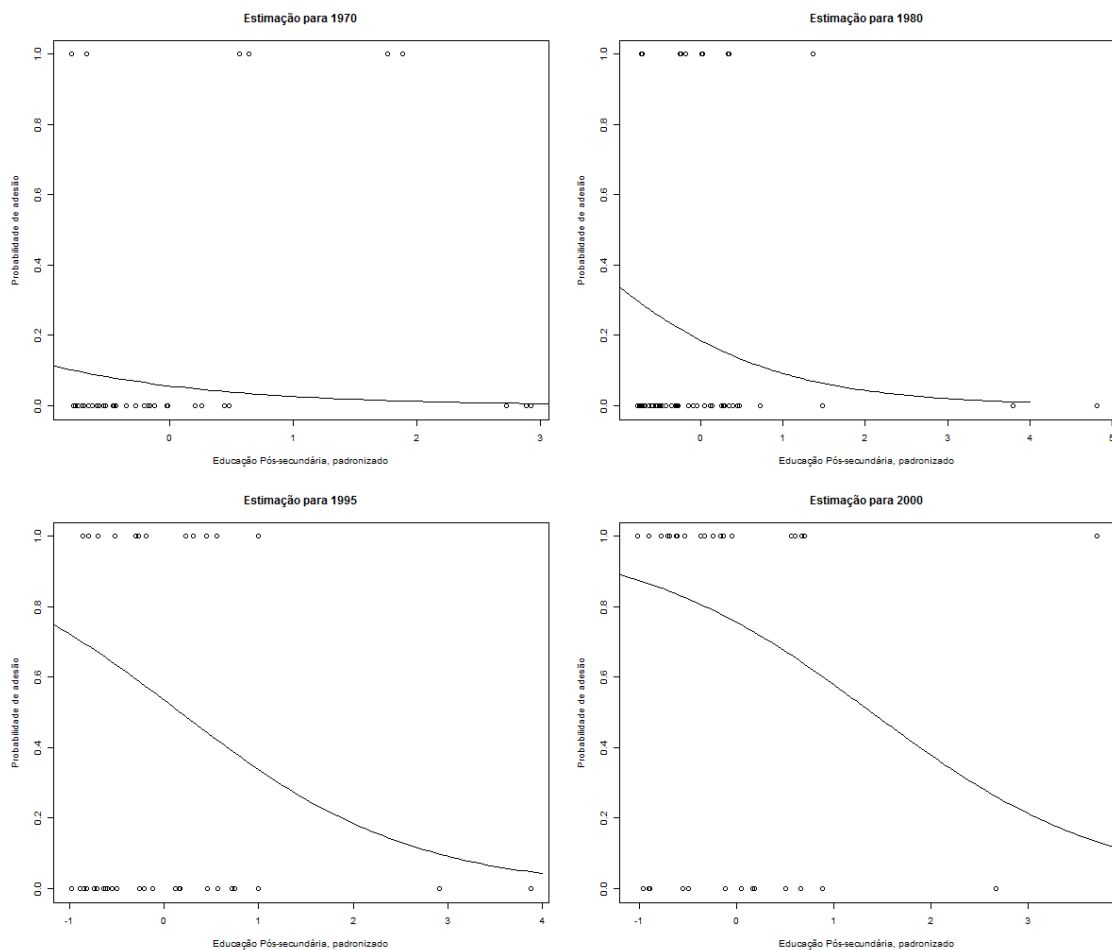 Estimação para 1970
Probabilidade de adesão
1.0
0.8
0.6
0.4
0.2
0.0
0 1 2 3
Educação Pós-secundária, padronizado
Estimação para 1980
Probabilidade de adesão
1.0
0.8
0.6
0.4
0.2
0.0
0 1 2 3 4 5
Educação Pós-secundária, padronizado
Estimação para 1995
Probabilidade de adesão
1.0
0.8
0.6
0.4
0.2
0.0
-1 0 1 2 3 4
Educação Pós-secundária, padronizado
Estimação para 2000
Probabilidade de adesão
1.0
0.8
0.6
0.4
0.2
0.0
-1 0 1 2 3
Educação Pós-secundária, padronizado